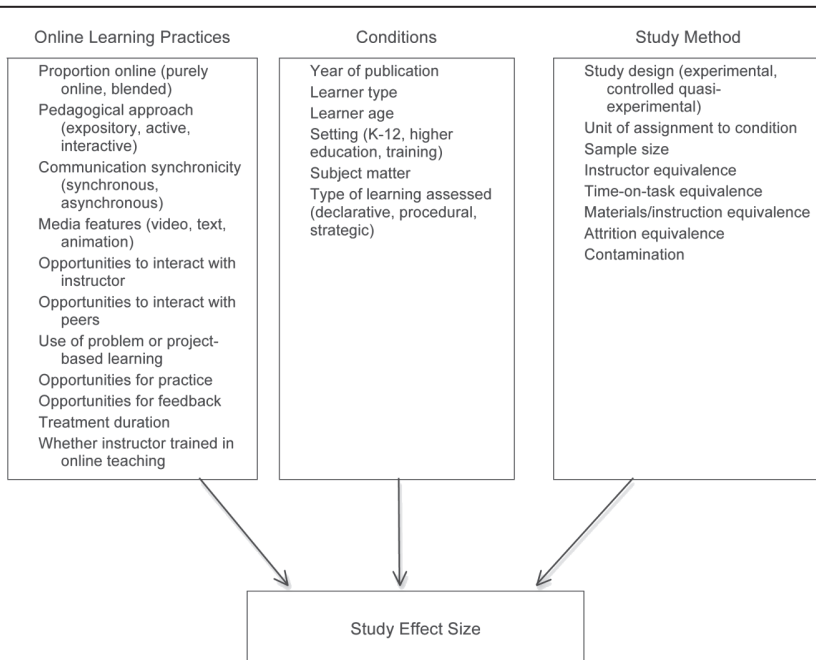 Online Learning Practices
Proportion online (purely
online, blended)
Pedagogical approach
(expository, active,
interactive)
Communication synchronicity
(synchronous,
asynchronous)
Media features (video, text,
animation)
Opportunities to interact with
instructor
Opportunities to interact with
peers
Use of problem or project-
based learning
Opportunities for practice
Opportunities for feedback
Treatment duration
Whether instructor trained in
online teaching
Conditions
Year of publication
Learner type
Learner age
Setting (K-12, higher
education, training)
Subject matter
Type of learning assessed
(declarative, procedural,
strategic)
Study Method
Study design (experimental,
controlled quasi-
experimental)
Unit of assignment to condition
Sample size
Instructor equivalence
Time-on-task equivalence
Materials/instruction equivalence
Attrition equivalence
Contamination
Study Effect Size